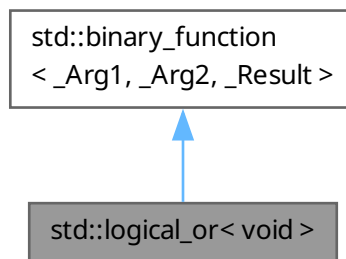 std::binary_function
< _Arg1, _Arg2, _Result >
std::logical_or< void >